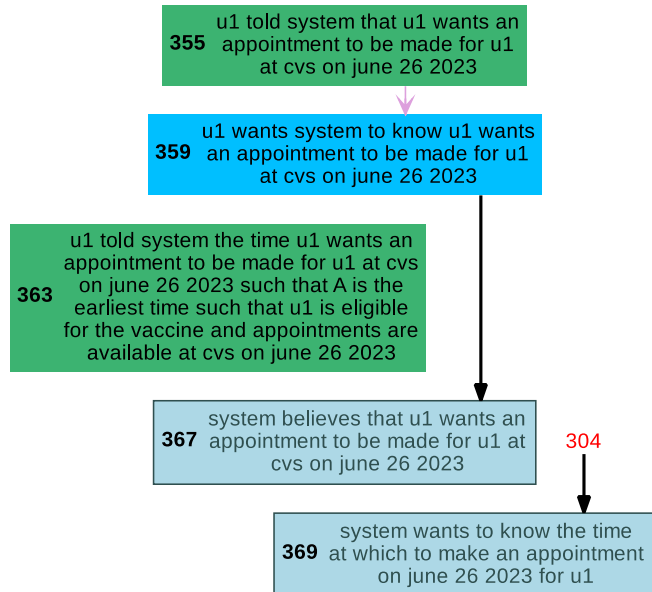 355
u1 told system that u1 wants an
appointment to be made for u1
at cvs on june 26 2023
359
u1 wants system to know u1 wants
an appointment to be made for u1
at cvs on june 26 2023
363
u1 told system the time u1 wants an
appointment to be made for u1 at cvs
on june 26 2023 such that A is the
earliest time such that u1 is eligible
for the vaccine and appointments are
available at cvs on june 26 2023
367
system believes that u1 wants an
appointment to be made for u1 at
cvs on june 26 2023
304
369
system wants to know the time
at which to make an appointment
on june 26 2023 for u1